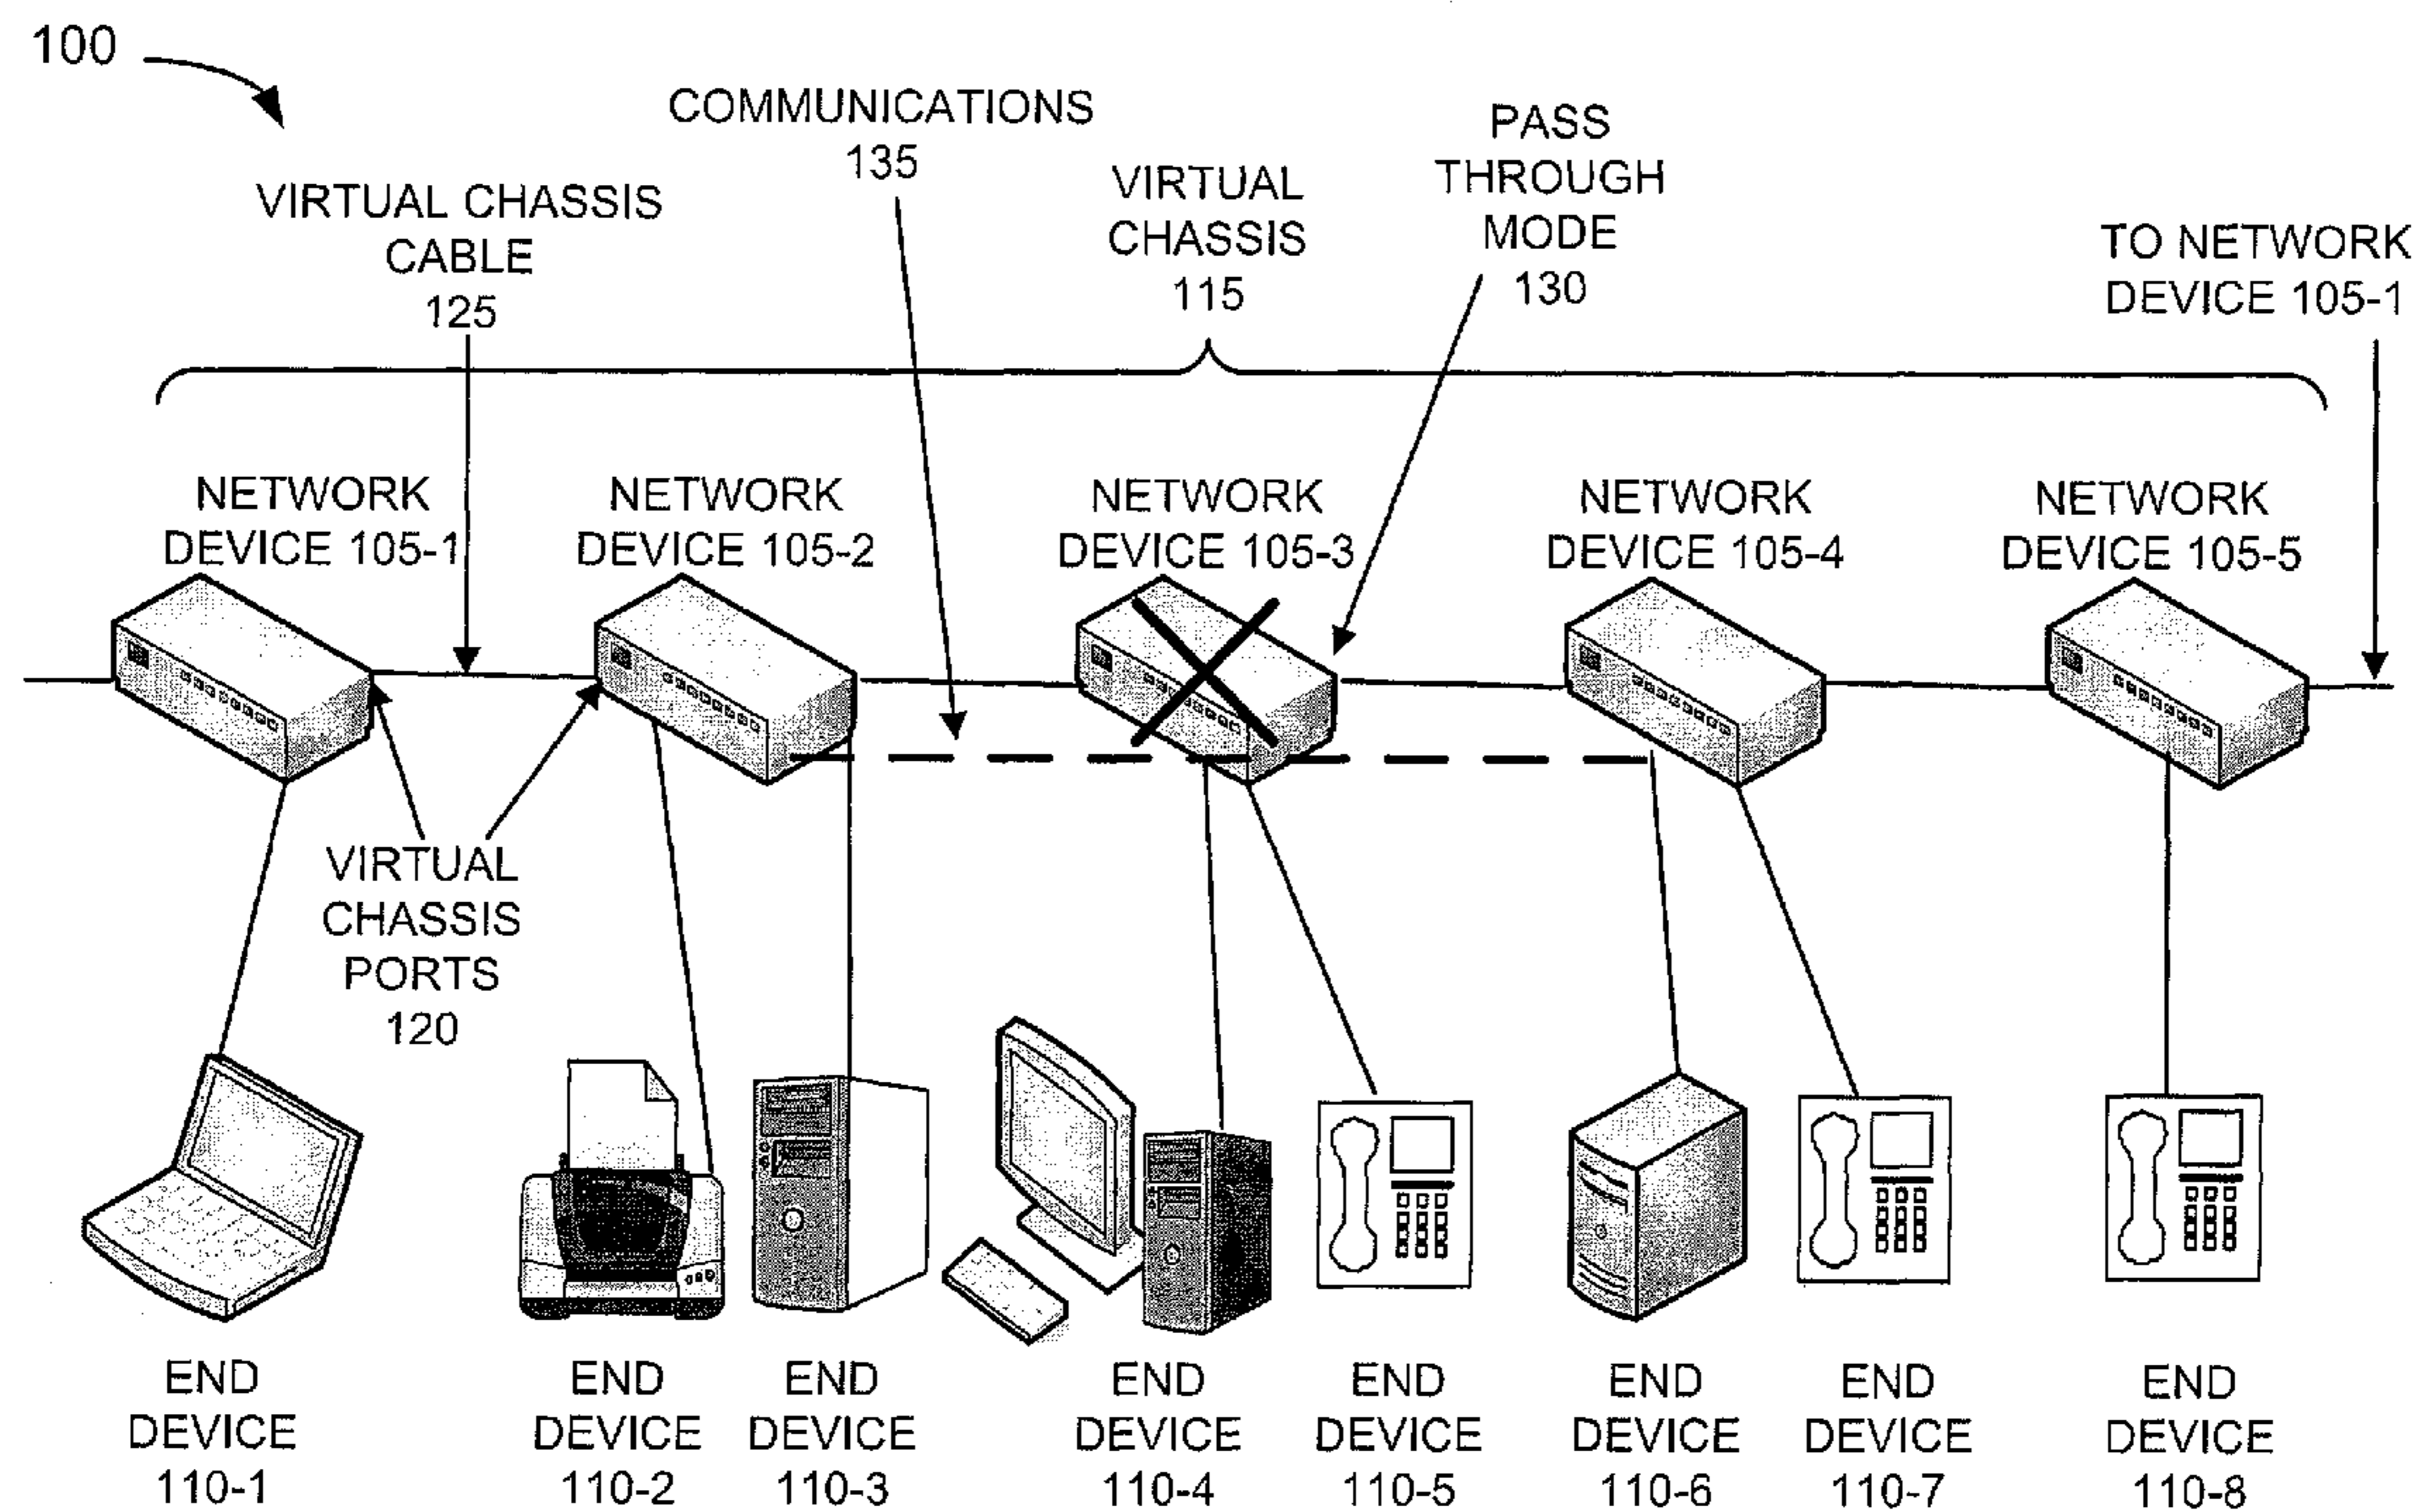 100
COMMUNICATIONS
135
PASS
THROUGH
MODE
130
VIRTUAL
CHASSIS
115
VIRTUAL CHASSIS
CABLE
125
TO NETWORK
DEVICE 105-1
NETWORK
DEVICE 105-1
NETWORK
DEVICE 105-2
NETWORK
DEVICE 105-3
NETWORK
DEVICE 105-4
NETWORK
DEVICE 105-5
VIRTUAL
CHASSIS
PORTS
120
END
DEVICE
110-1
END
DEVICE
110-2
END
DEVICE
110-3
END
DEVICE
110-4
END
DEVICE
110-5
END
DEVICE
110-6
END
DEVICE
110-7
END
DEVICE
110-8